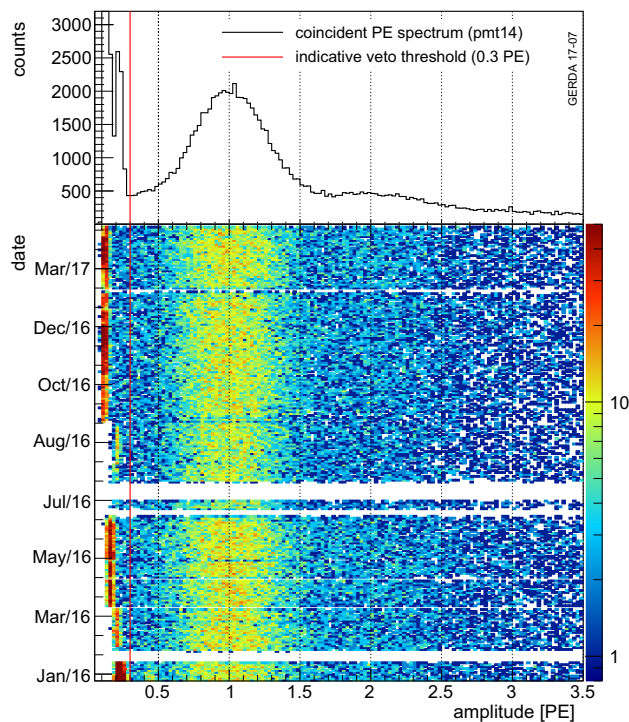 counts
3000
2500
2000
1500
1000
500
coincident PE spectrum (pmt14)
indicative veto threshold (0.3 PE)
GERDA 17-07
date
Mar/17
Dec/16
Oct/16
Aug/16
Jul/16
May/16
Mar/16
Jan/16
10
1
0.5 1 1.5 2 2.5 3 3.5
amplitude [PE]